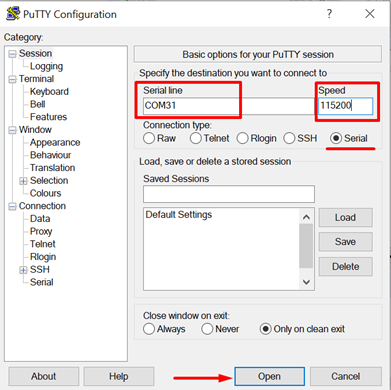 PuTTY Configuration
Category:
Session
Logging
Terminal
Keyboard
Bell
Features
Window
Appearance
Behaviour
Translation
Selection
Colours
Connection
Data
Proxy
Telnet
Rlogin
SSH
Serial
Basic options for your PuTTY session
Specify the destination you want to connect to
Serial line Speed
COM31 115200
Connection type:
Raw Telnet Rlogin SSH Serial
Load, save or delete a stored session
Saved Sessions
Default Settings
Load
Save
Delete
Close window on exit:
Always Never Only on clean exit
About Help Open Cancel